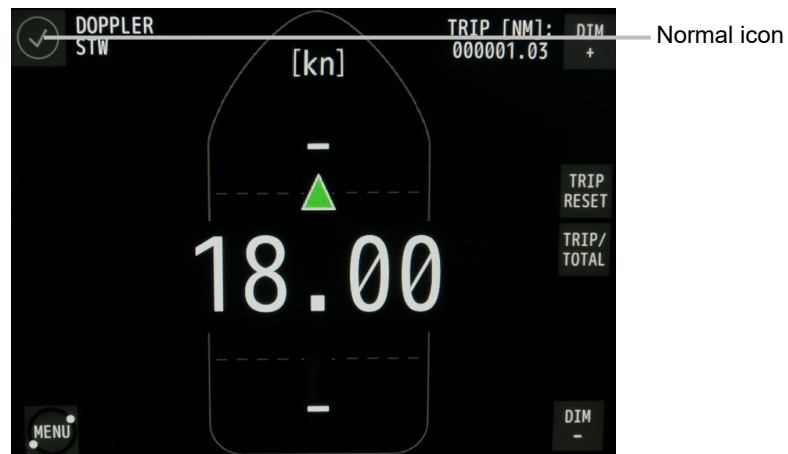 DOPPLER
STW
TRIP [NM]:
000001.03
DIM
+
Normal icon
[kn]
TRIP
RESET
18.00
TRIP/
TOTAL
MENU
DIM
-